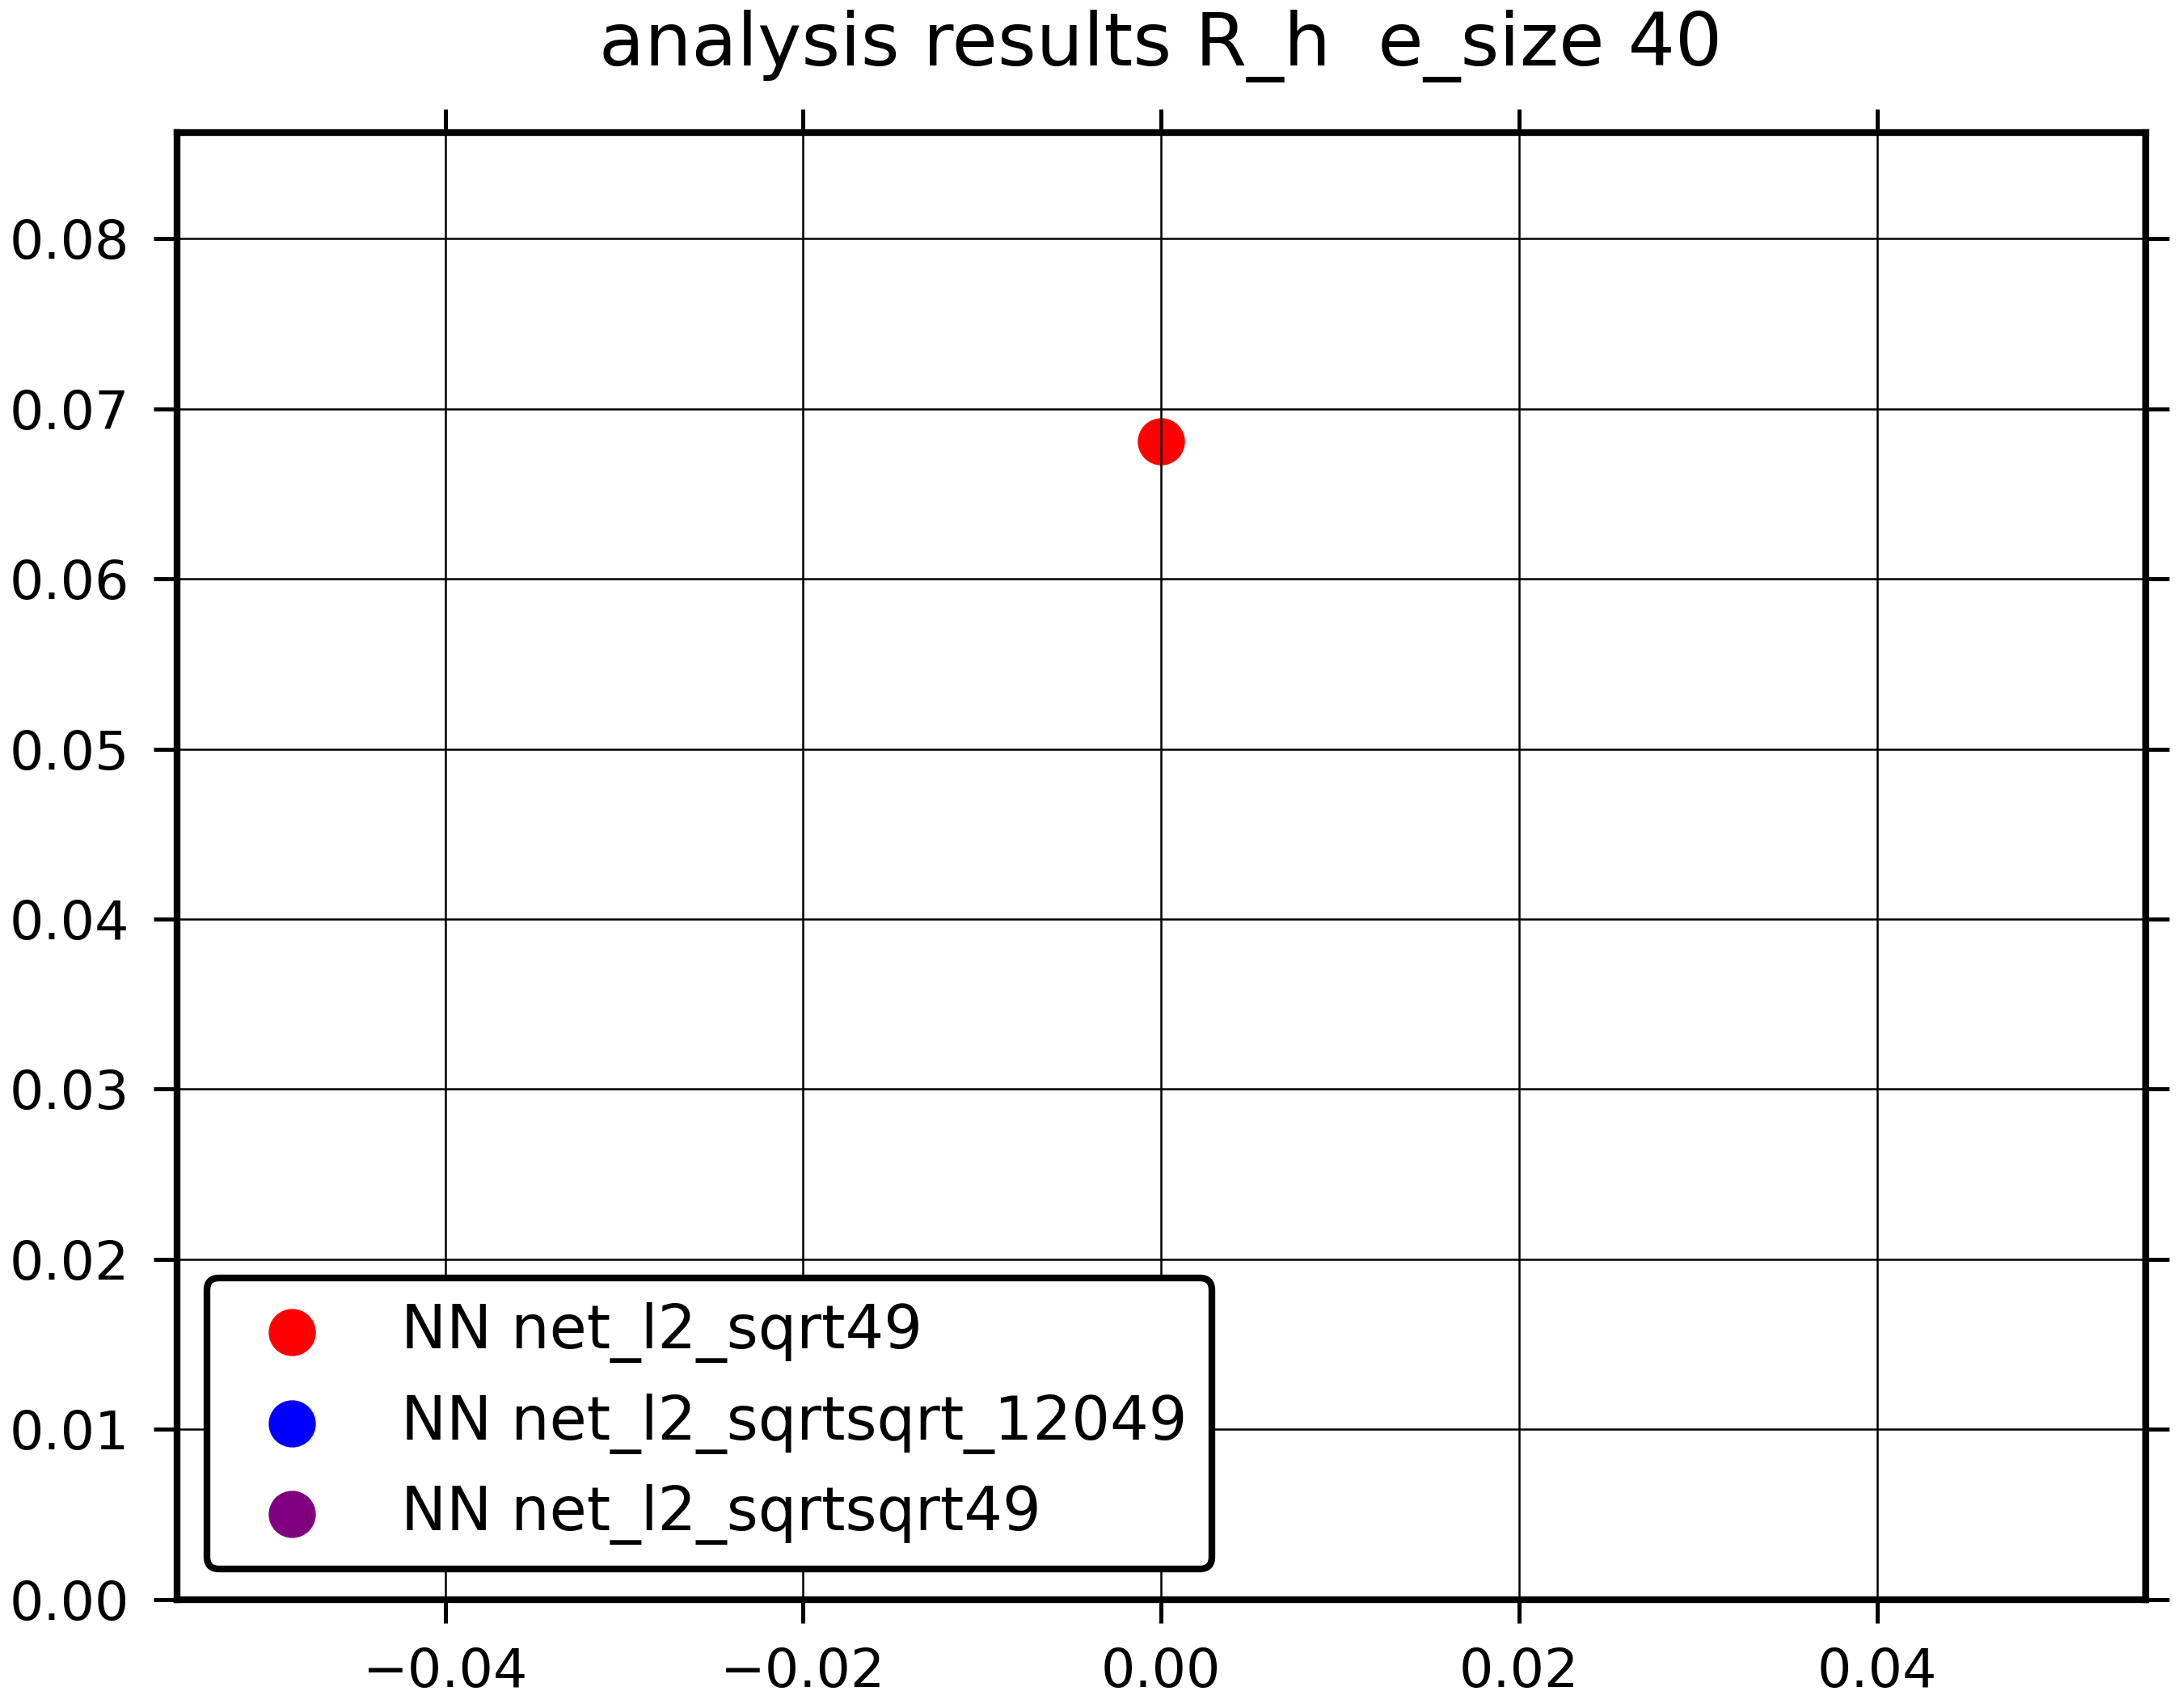 analysis results R_h  e_size 40
0.08
0.07
0.06
0.05
0.04
0.03
0.02
0.01
0.00
NN net_l2_sqrt49
NN net_l2_sqrtsqrt_12049
NN net_l2_sqrtsqrt49
−0.04 −0.02 0.00 0.02 0.04